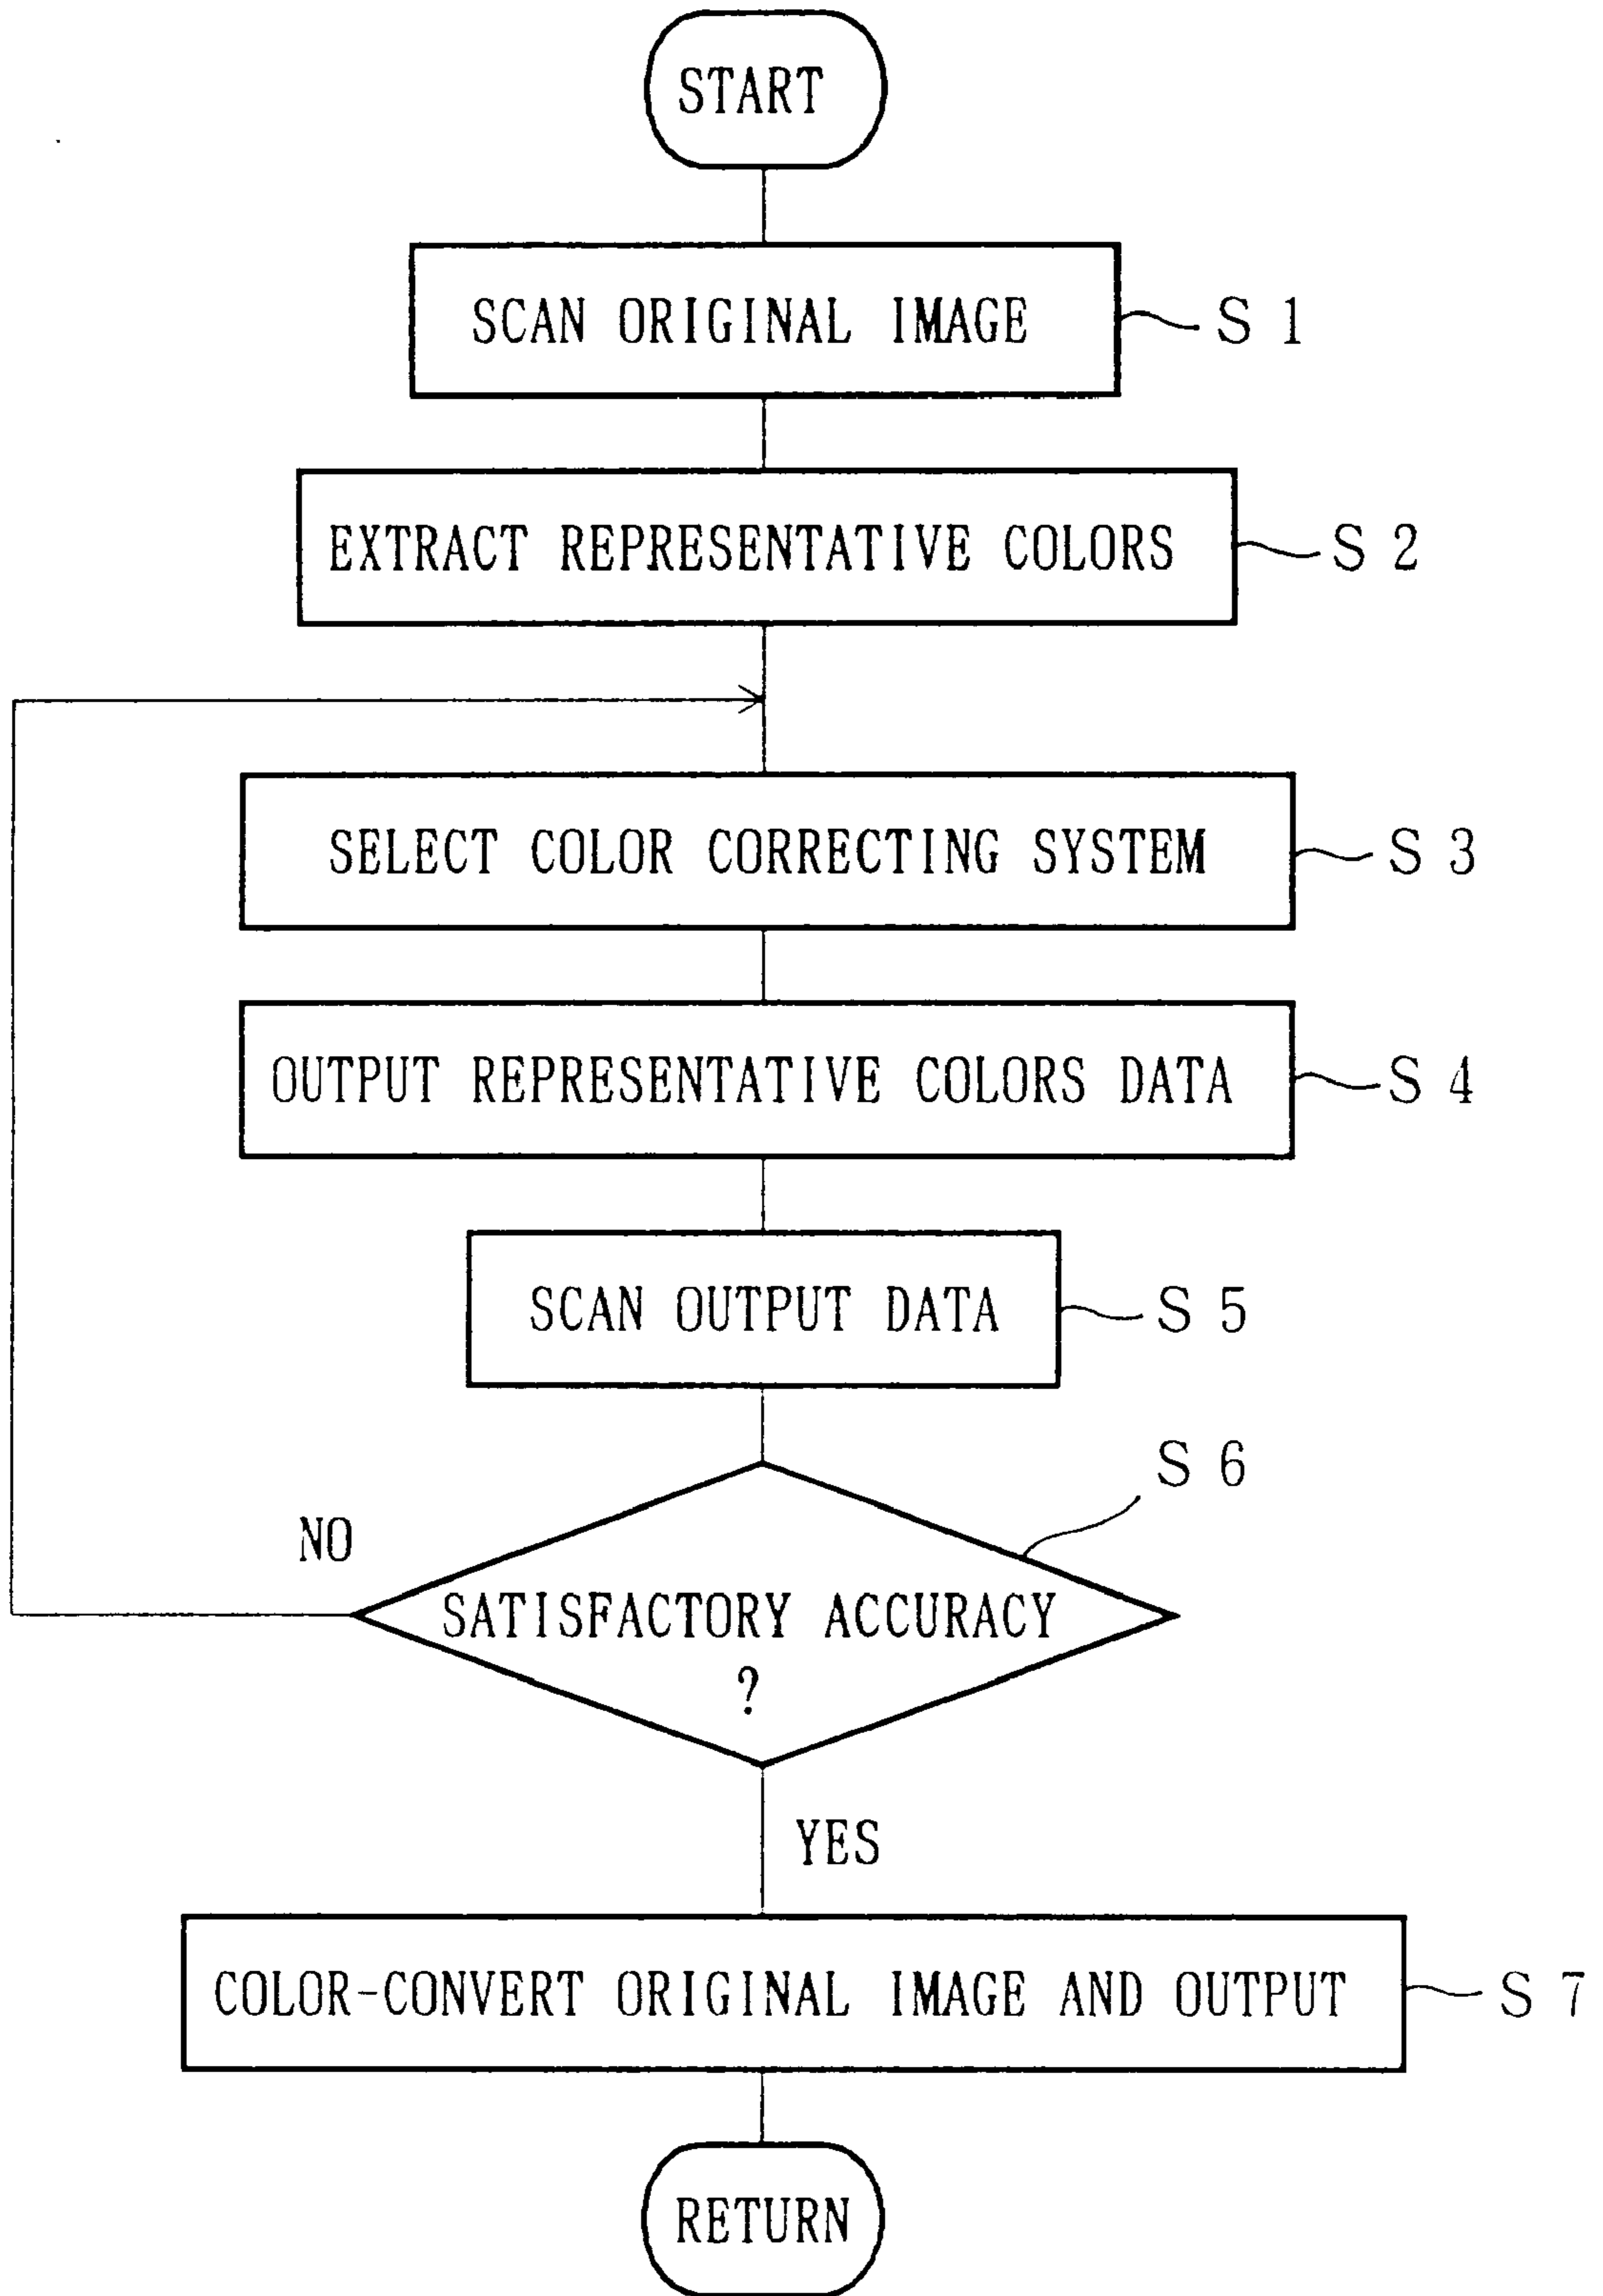 START
SCAN ORIGINAL IMAGE
S 1
EXTRACT REPRESENTATIVE COLORS
S 2
SELECT COLOR CORRECTING SYSTEM
S 3
OUTPUT REPRESENTATIVE COLORS DATA
S 4
SCAN OUTPUT DATA
S 5
S 6
NO
SATISFACTORY ACCURACY
?
YES
COLOR-CONVERT ORIGINAL IMAGE AND OUTPUT
S 7
RETURN